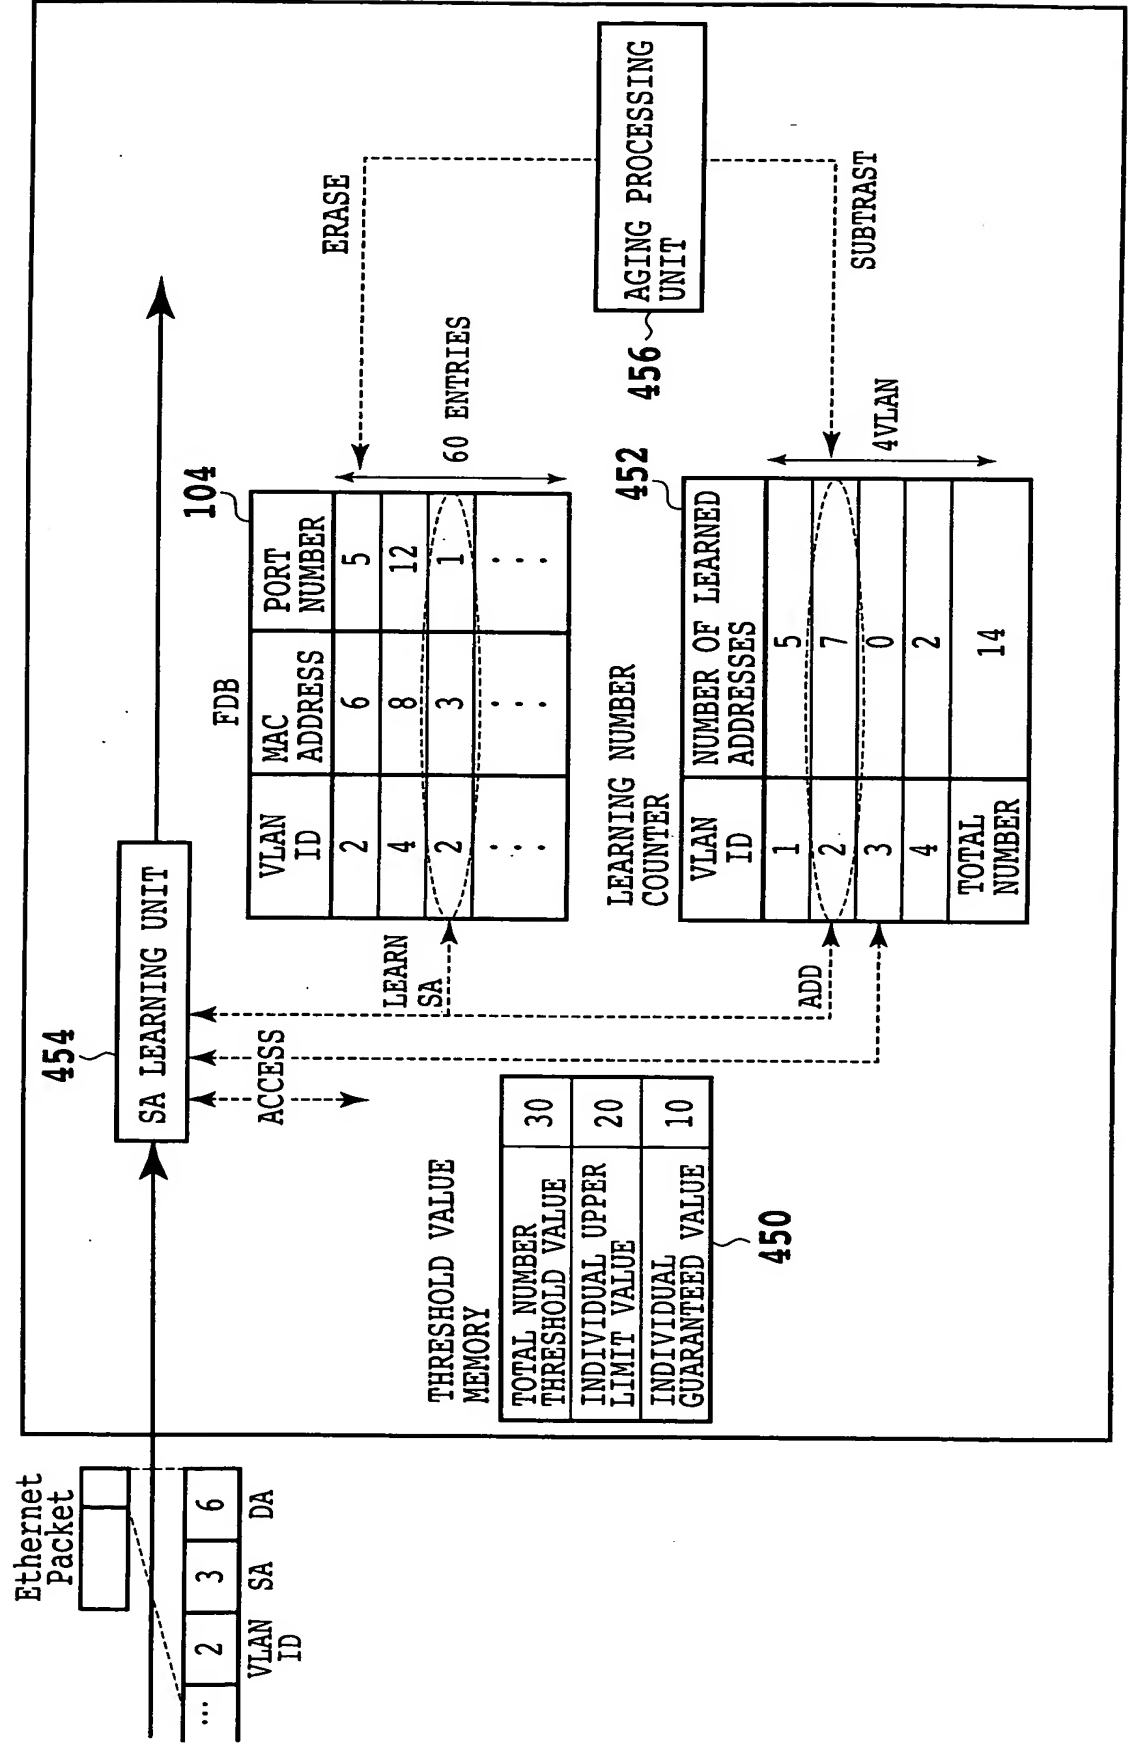 Ethernet
Packet
... 2 3 6
VLAN
ID
SA
DA
454
SA LEARNING UNIT
ACCESS
LEARN
SA
ADD
THRESHOLD VALUE
MEMORY
TOTAL NUMBER
THRESHOLD VALUE
30
INDIVIDUAL UPPER
LIMIT VALUE
20
INDIVIDUAL
GUARANTEED VALUE
10
450
FDB
104
VLAN
ID
MAC
ADDRESS
PORT
NUMBER
2 6 5
4 8 12
2 3 1
... ... ...
60 ENTRIES
ERASE
LEARNING NUMBER
COUNTER
452
VLAN
ID
NUMBER OF LEARNED
ADDRESSES
1 5
2 7
3 0
4 2
TOTAL
NUMBER
14
4VLAN
AGING PROCESSING
UNIT
456
SUBTRAST